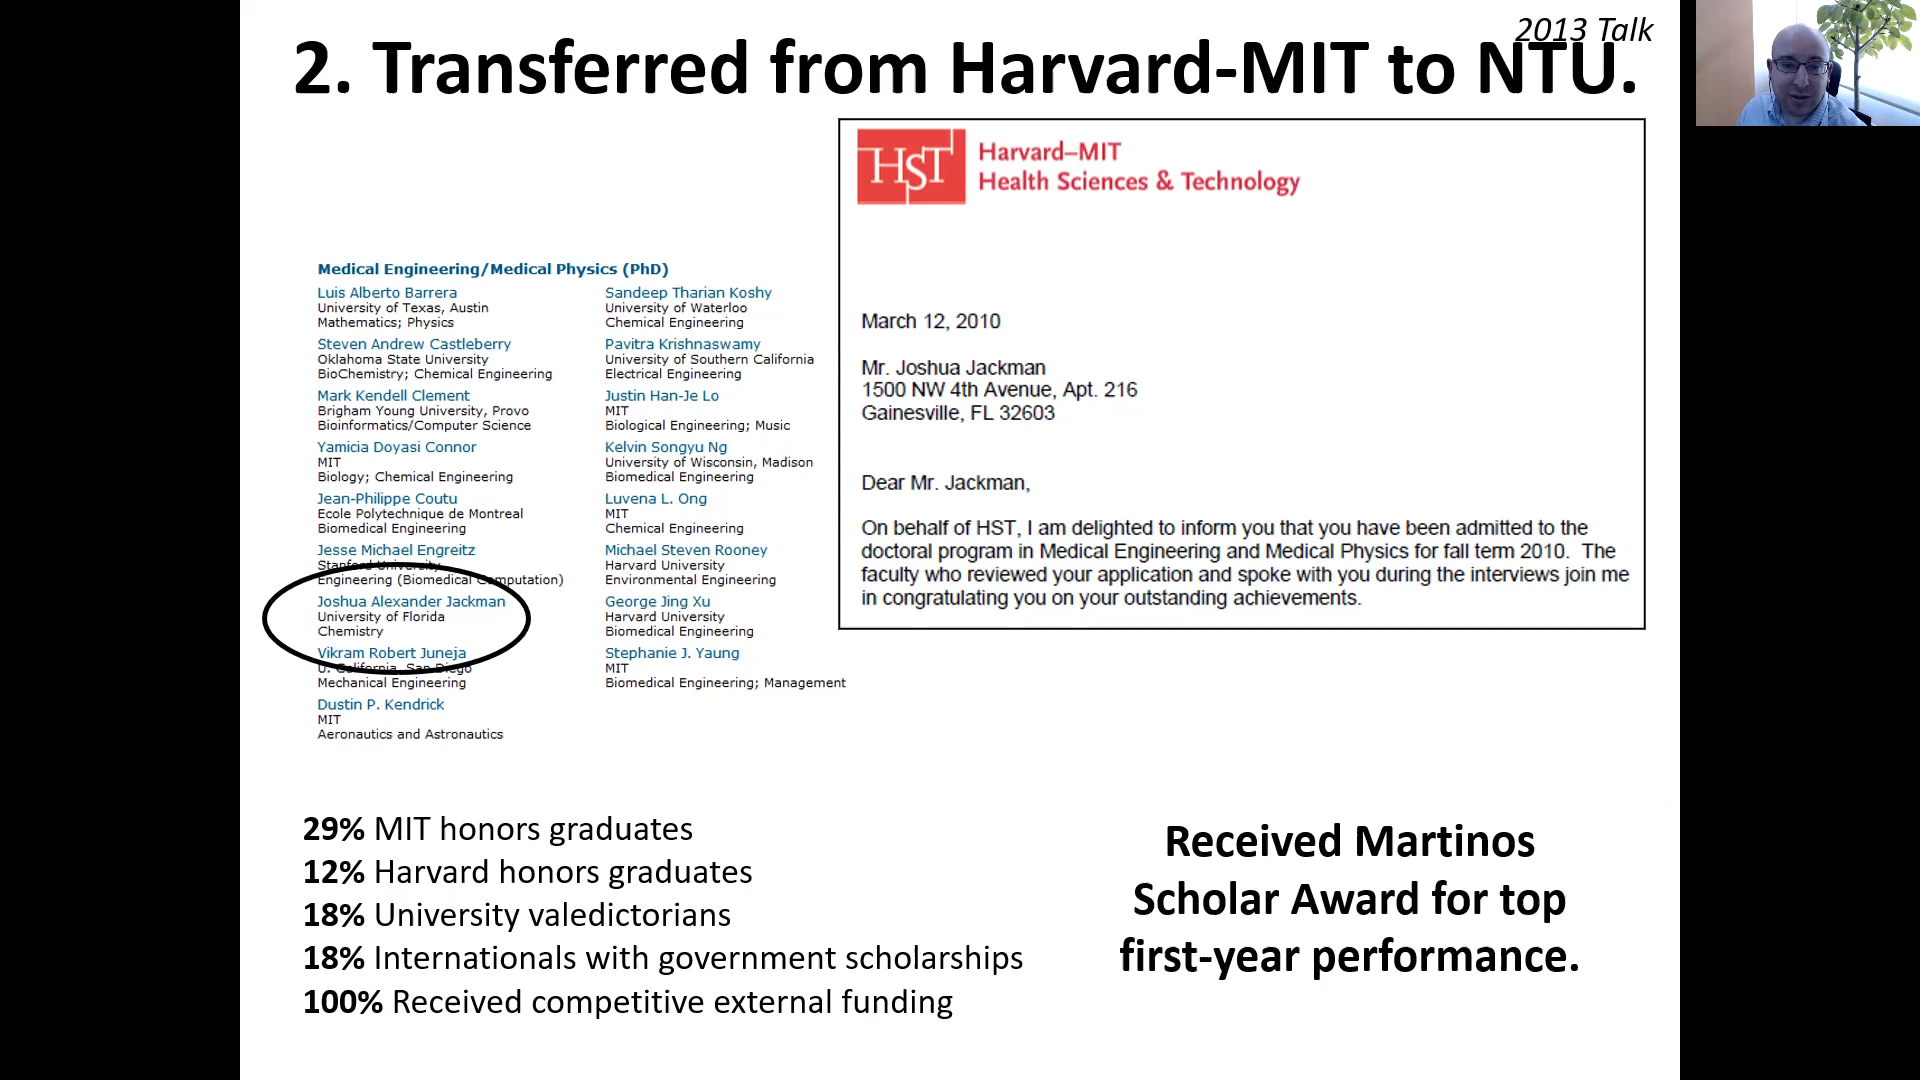 2013 Talk
2. Transferred from Harvard-MIT to NTU.
HST
Harvard–MIT
Health Sciences & Technology
March 12, 2010
Mr. Joshua Jackman
1500 NW 4th Avenue, Apt. 216
Gainesville, FL 32603
Dear Mr. Jackman,
On behalf of HST, I am delighted to inform you that you have been admitted to the
doctoral program in Medical Engineering and Medical Physics for fall term 2010. The
faculty who reviewed your application and spoke with you during the interviews join me
in congratulating you on your outstanding achievements.
Medical Engineering/Medical Physics (PhD)
Luis Alberto Barrera
University of Texas, Austin
Mathematics; Physics
Steven Andrew Castleberry
Oklahoma State University
BioChemistry; Chemical Engineering
Mark Kendell Clement
Brigham Young University, Provo
Bioinformatics/Computer Science
Yamicia Doyasi Connor
MIT
Biology; Chemical Engineering
Jean-Philippe Coutu
Ecole Polytechnique de Montreal
Biomedical Engineering
Jesse Michael Engreitz
Stanford University
Engineering (Biomedical Computation)
Joshua Alexander Jackman
University of Florida
Chemistry
Vikram Robert Juneja
U. California, San Diego
Mechanical Engineering
Dustin P. Kendrick
MIT
Aeronautics and Astronautics
Sandeep Tharian Koshy
University of Waterloo
Chemical Engineering
Pavitra Krishnaswamy
University of Southern California
Electrical Engineering
Justin Han-Je Lo
MIT
Biological Engineering; Music
Kelvin Songyu Ng
University of Wisconsin, Madison
Biomedical Engineering
Luvena L. Ong
MIT
Chemical Engineering
Michael Steven Rooney
Harvard University
Environmental Engineering
George Jing Xu
Harvard University
Biomedical Engineering
Stephanie J. Yaung
MIT
Biomedical Engineering; Management
29% MIT honors graduates
12% Harvard honors graduates
18% University valedictorians
18% Internationals with government scholarships
100% Received competitive external funding
Received Martinos
Scholar Award for top
first-year performance.